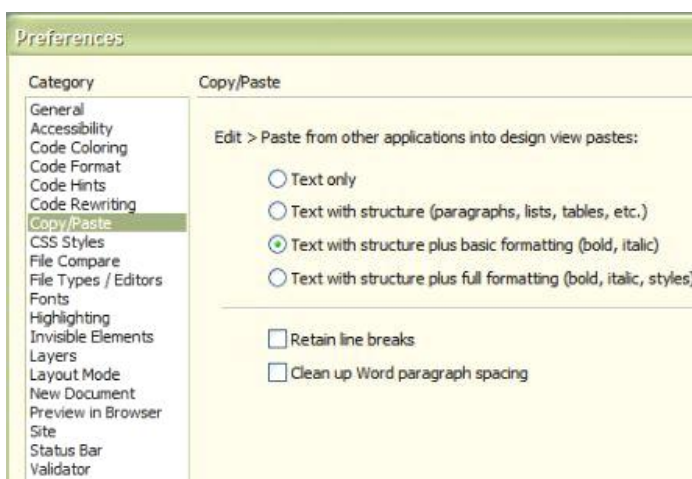 Preferences
Category
Copy/Paste
General
Accessibility
Code Coloring
Code Format
Code Hints
Code Rewriting
Copy/Paste
CSS Styles
File Compare
File Types / Editors
Fonts
Highlighting
Invisible Elements
Layers
Layout Mode
New Document
Preview in Browser
Site
Status Bar
Validator
Edit > Paste from other applications into design view pastes:
Text only
Text with structure (paragraphs, lists, tables, etc.)
Text with structure plus basic formatting (bold, italic)
Text with structure plus full formatting (bold, italic, styles)
Retain line breaks
Clean up Word paragraph spacing